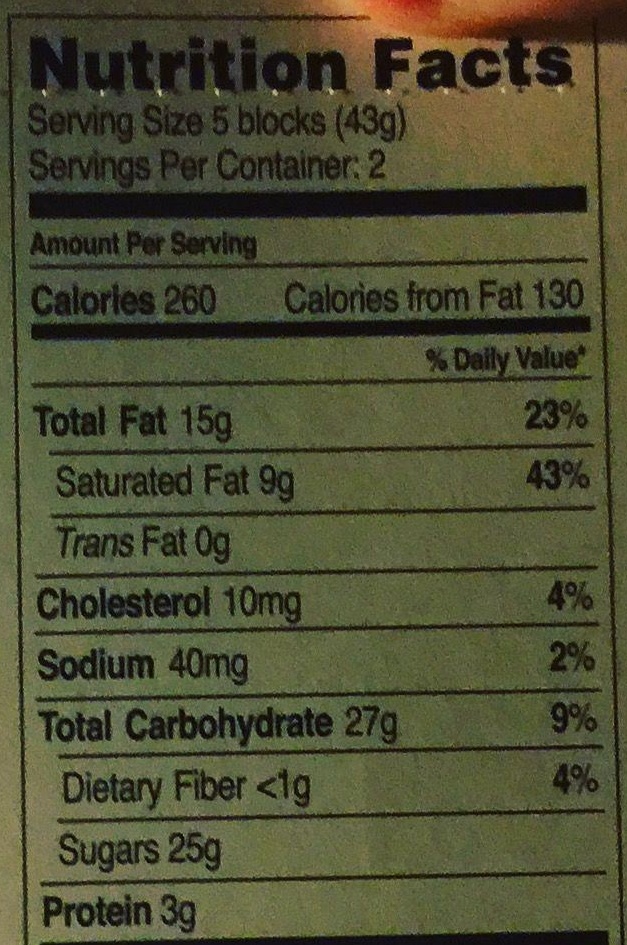 Nutrition Facts
Serving Size 5 blocks (43g)
Servings Per Container: 2
Amount Per Serving
Calories 260 Calories from Fat 130
% Daily Value*
Total Fat 15g 23%
Saturated Fat 9g 43%
Trans Fat 0g
Cholesterol 10mg 4%
Sodium 40mg 2%
Total Carbohydrate 27g 9%
Dietary Fiber <1g 4%
Sugars 25g
Protein 3g